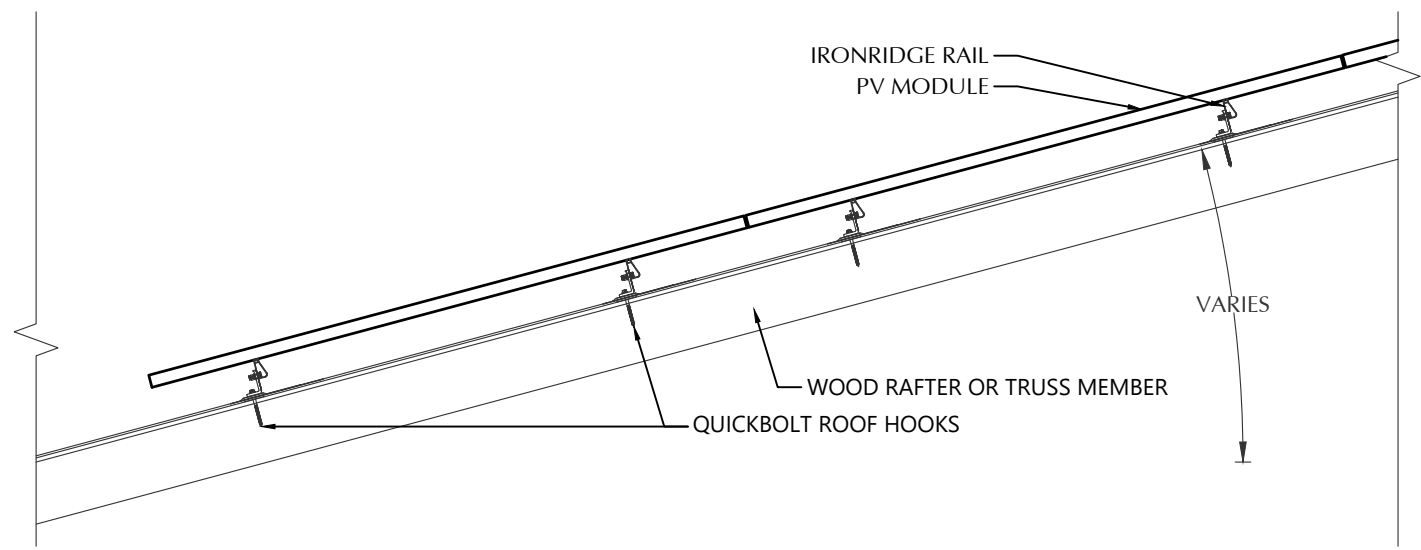 IRONRIDGE RAIL
PV MODULE
VARIES
WOOD RAFTER OR TRUSS MEMBER
QUICKBOLT ROOF HOOKS